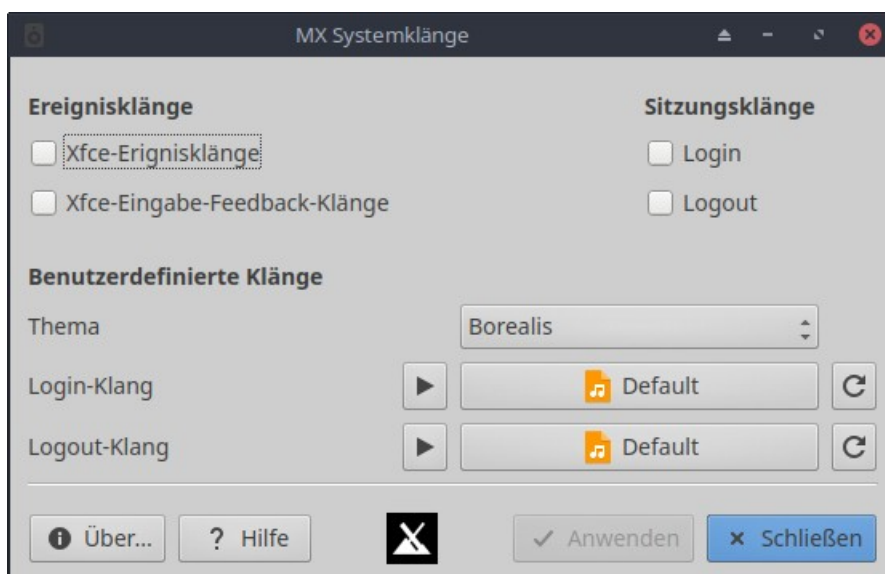 MX Systemklänge
Ereignisklänge
Sitzungsklänge
Xfce-Erignisklänge
Login
Xfce-Eingabe-Feedback-Klänge
Logout
Benutzerdefinierte Klänge
Thema
Borealis
Login-Klang
Default
Logout-Klang
Default
Über...
? Hilfe
Anwenden
Schließen